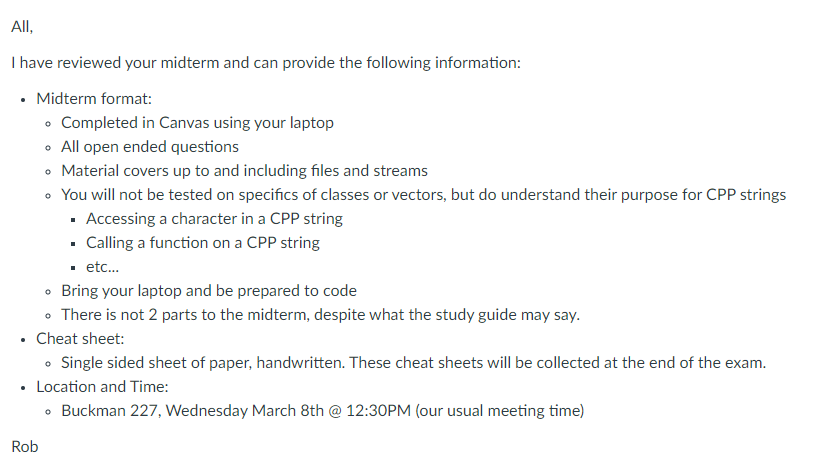 All,
I have reviewed your midterm and can provide the following information:
• Midterm format:
◦ Completed in Canvas using your laptop
◦ All open ended questions
◦ Material covers up to and including files and streams
◦ You will not be tested on specifics of classes or vectors, but do understand their purpose for CPP strings
▪ Accessing a character in a CPP string
▪ Calling a function on a CPP string
▪ etc...
◦ Bring your laptop and be prepared to code
◦ There is not 2 parts to the midterm, despite what the study guide may say.
• Cheat sheet:
◦ Single sided sheet of paper, handwritten. These cheat sheets will be collected at the end of the exam.
• Location and Time:
◦ Buckman 227, Wednesday March 8th @ 12:30PM (our usual meeting time)
Rob